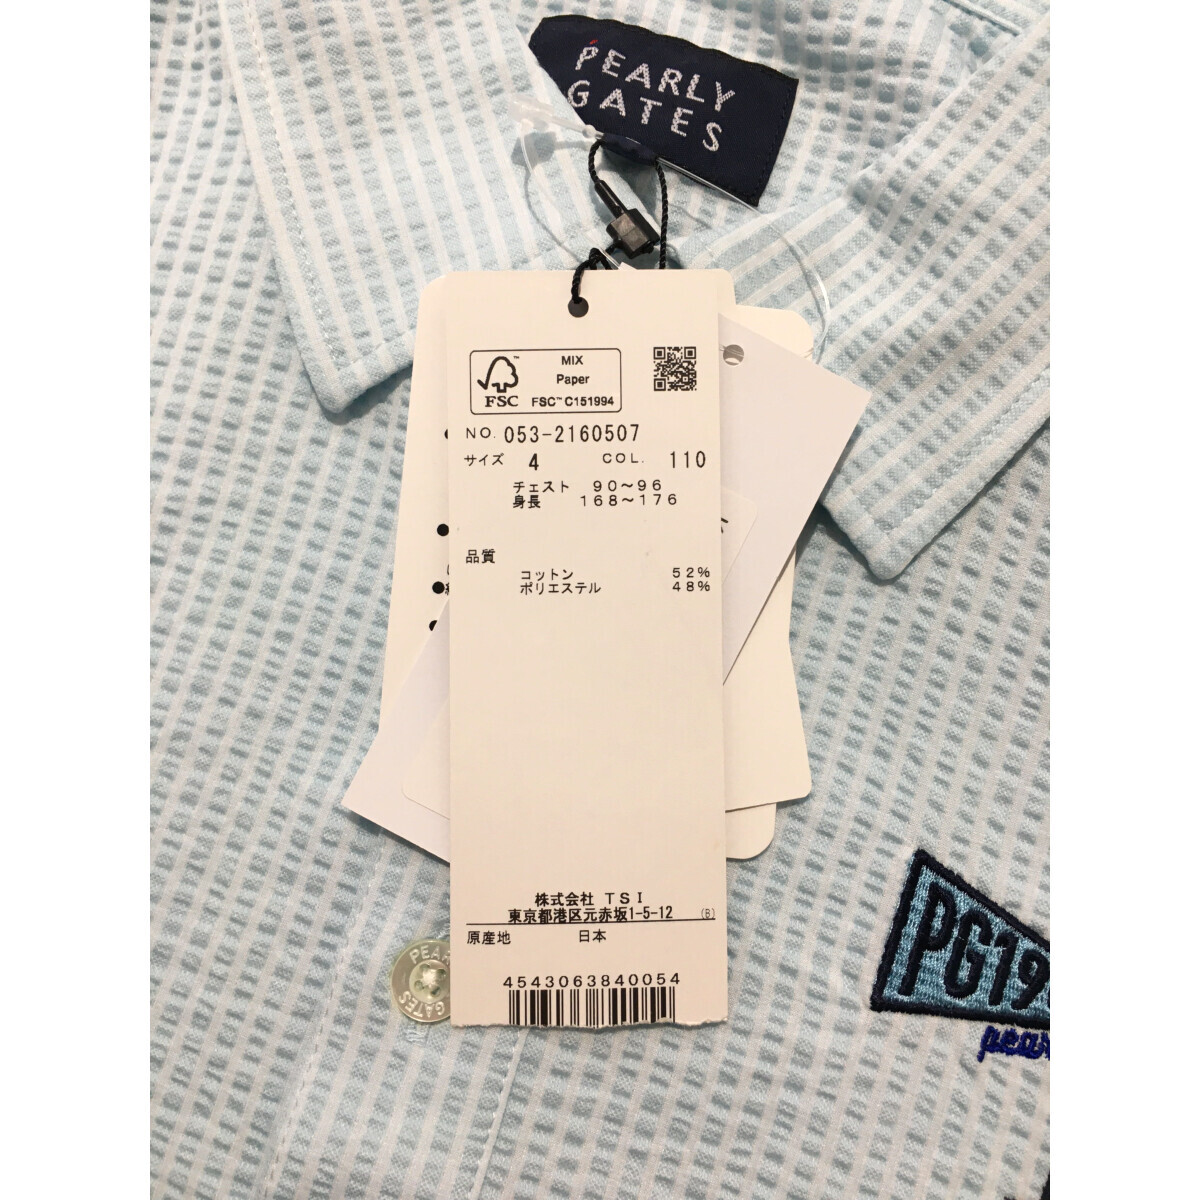 PEARLY
GATES
MIX
Paper
FSC™ C151994
FSC
NO. 053-2160507
サイズ 4 COL. 110
チェスト 90～96
身長 168～176
品質
コットン 52%
ポリエステル 48%
株式会社 TSI
東京都港区元赤坂1-5-12 (B)
原産地 日本
4543063840054
PEAR
GATES
PG19
pear